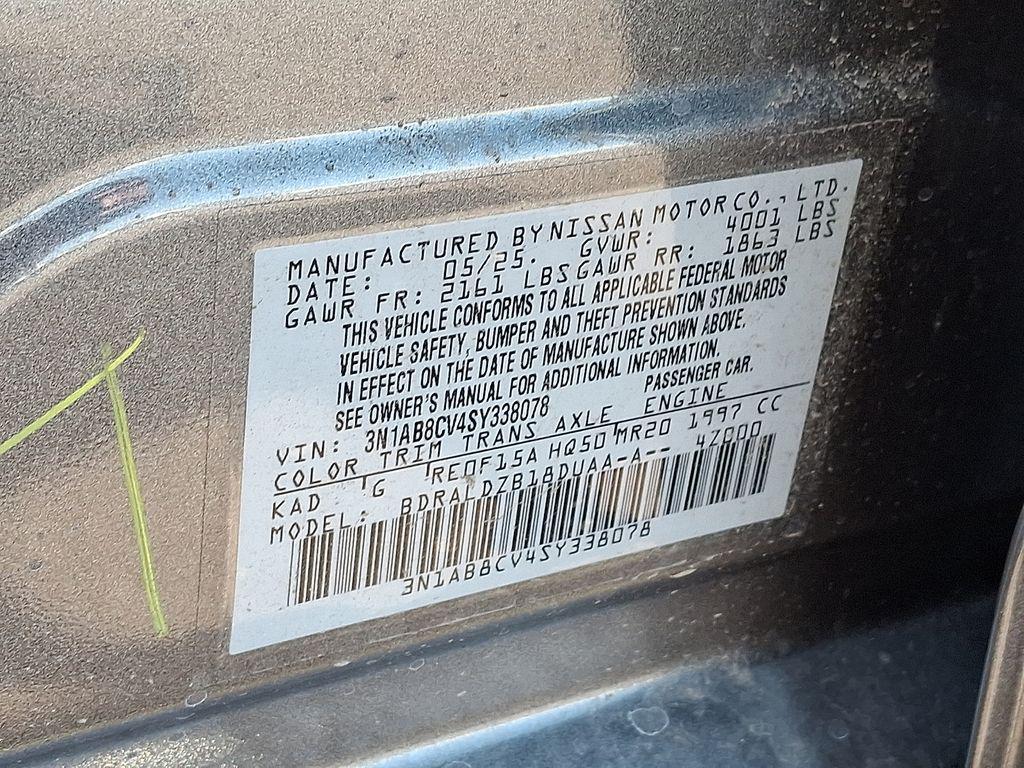 MANUFACTURED BY NISSAN MOTOR CO., LTD.
DATE: 05/25. GVWR: 4001 LBS
GAWR FR: 2161 LBS GAWR RR: 1863 LBS
THIS VEHICLE CONFORMS TO ALL APPLICABLE FEDERAL MOTOR
VEHICLE SAFETY, BUMPER AND THEFT PREVENTION STANDARDS
IN EFFECT ON THE DATE OF MANUFACTURE SHOWN ABOVE.
SEE OWNER'S MANUAL FOR ADDITIONAL INFORMATION.
VIN: 3N1AB8CV4SY338078 PASSENGER CAR.
COLOR TRIM TRANS AXLE ENGINE
KAD G RE0F15A HQ50 MR20 1997 CC
MODEL: BDRALDZB18DUAA-A-- 42000
3N1AB8CV4SY338078